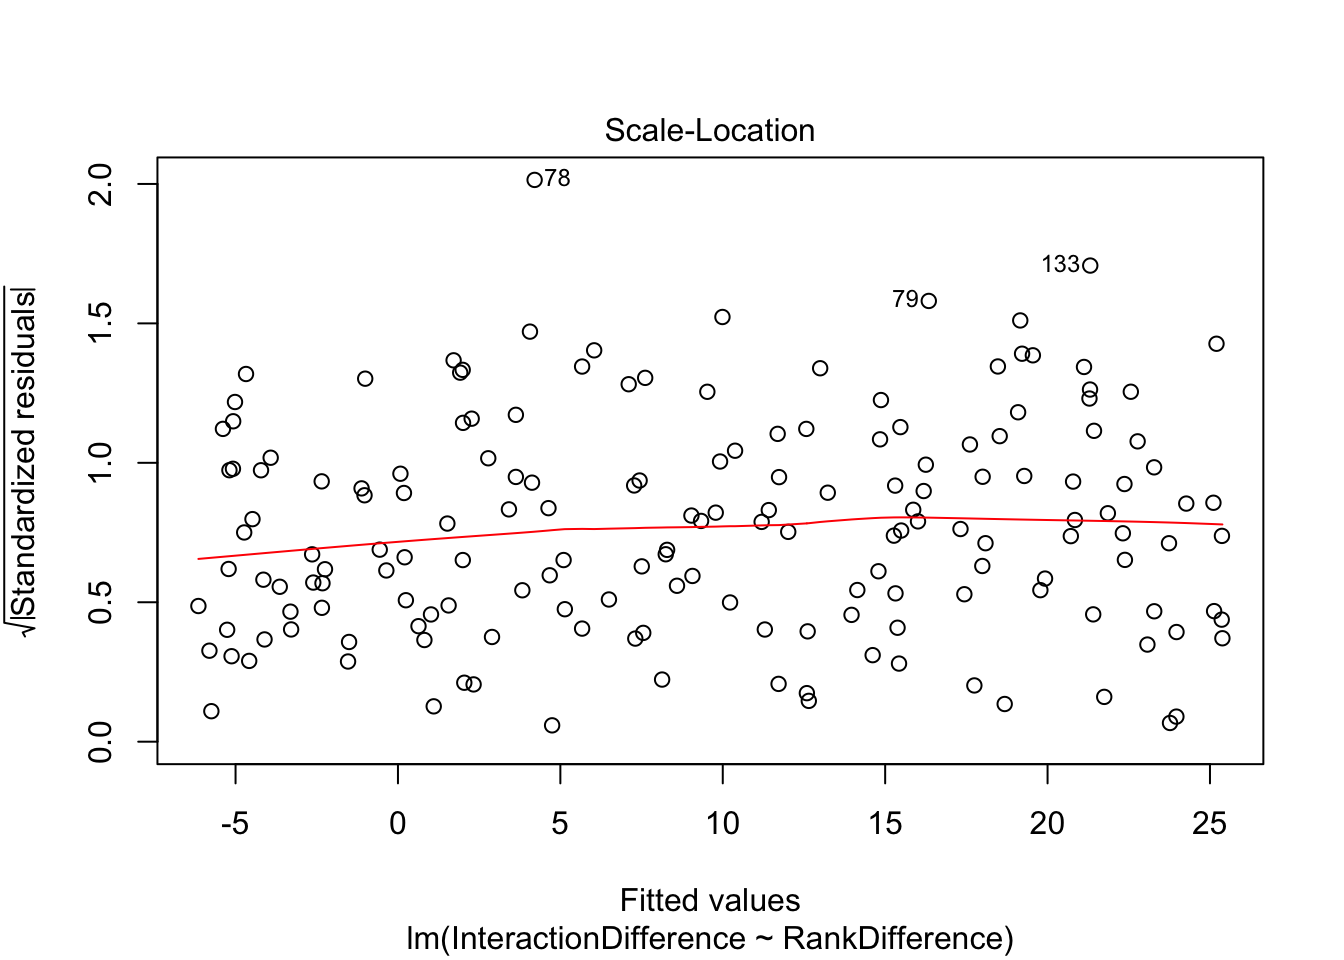 Scale-Location
√|Standardized residuals|
2.0
1.5
1.0
0.5
0.0
78
133
79
-5 0 5 10 15 20 25
Fitted values
lm(InteractionDifference ~ RankDifference)